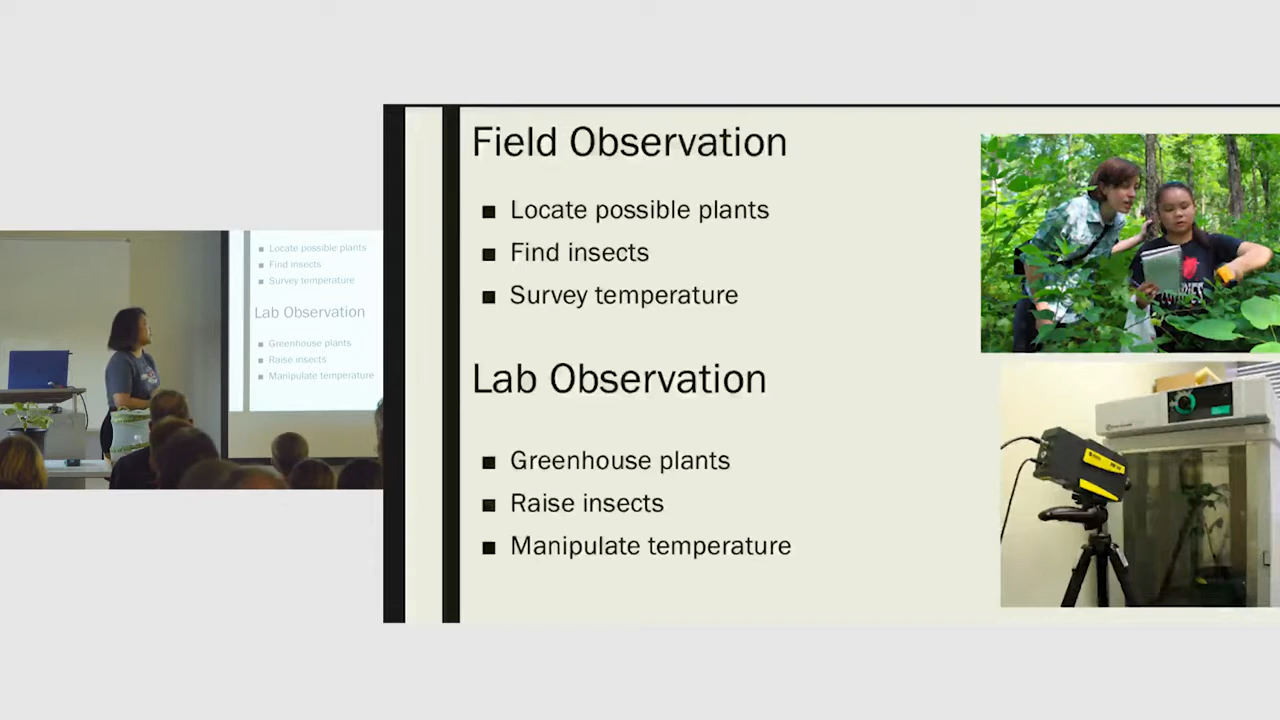 Field Observation
Locate possible plants
Find insects
Survey temperature
Lab Observation
Greenhouse plants
Raise insects
Manipulate temperature
Locate possible plants
Find insects
Survey temperature
Lab Observation
Greenhouse plants
Raise insects
Manipulate temperature